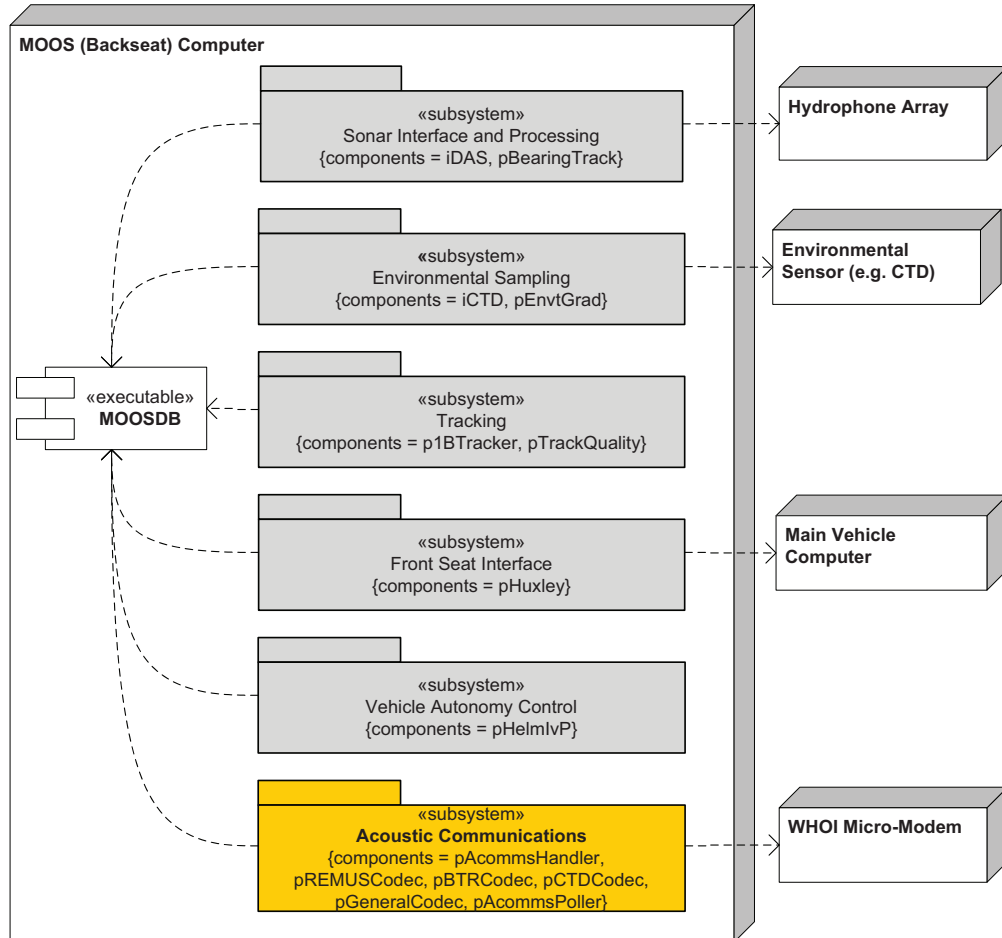 MOOS (Backseat) Computer
«subsystem»
Sonar Interface and Processing
{components = iDAS, pBearingTrack}
Hydrophone Array
«subsystem»
Environmental Sampling
{components = iCTD, pEnvtGrad}
Environmental
Sensor (e.g. CTD)
«executable»
MOOSDB
«subsystem»
Tracking
{components = p1BTracker, pTrackQuality}
«subsystem»
Front Seat Interface
{components = pHuxley}
Main Vehicle
Computer
«subsystem»
Vehicle Autonomy Control
{components = pHelmIvP}
«subsystem»
Acoustic Communications
{components = pAcommsHandler,
pREMUSCodec, pBTRCodec, pCTDCodec,
pGeneralCodec, pAcommsPoller}
WHOI Micro-Modem